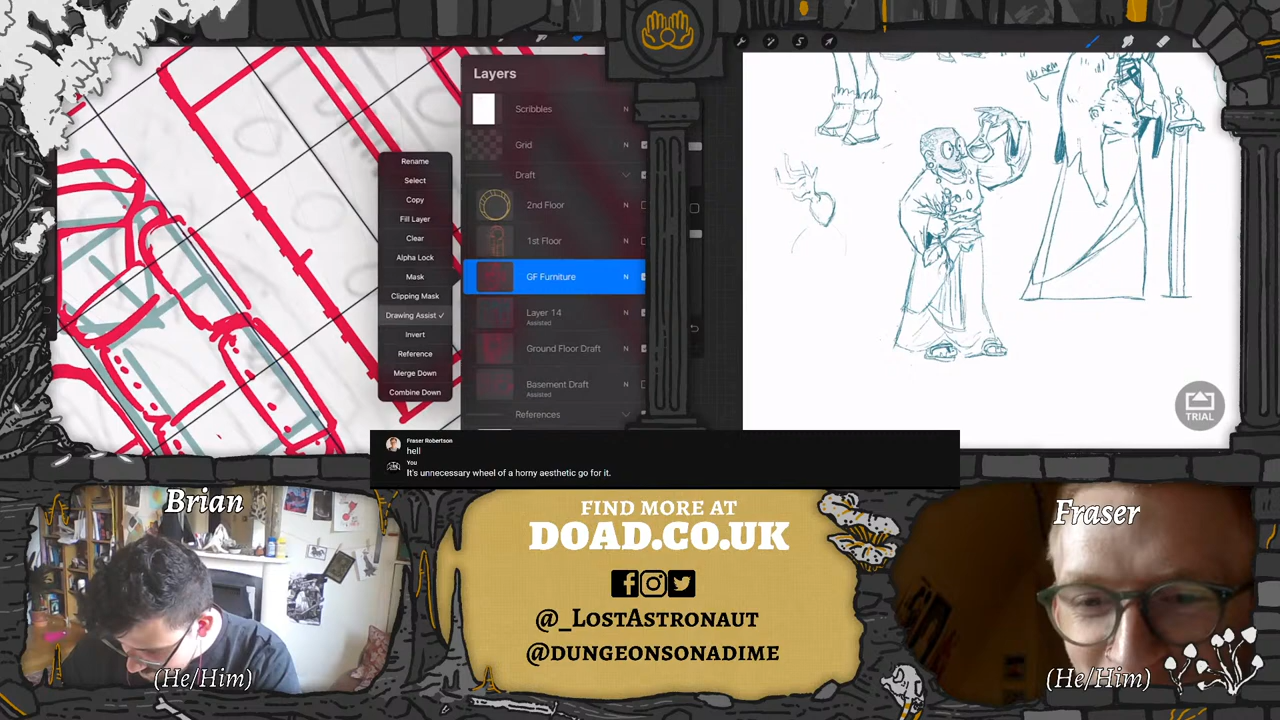 Layers
Scribbles N
Grid N
Draft
2nd Floor N
1st Floor N
GF Furniture N
Layer 14 N
Assisted
Ground Floor Draft N
Basement Draft N
Assisted
References
Rename
Select
Copy
Fill Layer
Clear
Alpha Lock
Mask
Clipping Mask
Drawing Assist ✓
Invert
Reference
Merge Down
Combine Down
TRIAL
Fraser Robertson
hell
You
It's unnecessary wheel of a horny aesthetic go for it.
Brian
(He/Him)
FIND MORE AT
DOAD.CO.UK
@_LostAstronaut
@dungeonsonadime
Fraser
(He/Him)